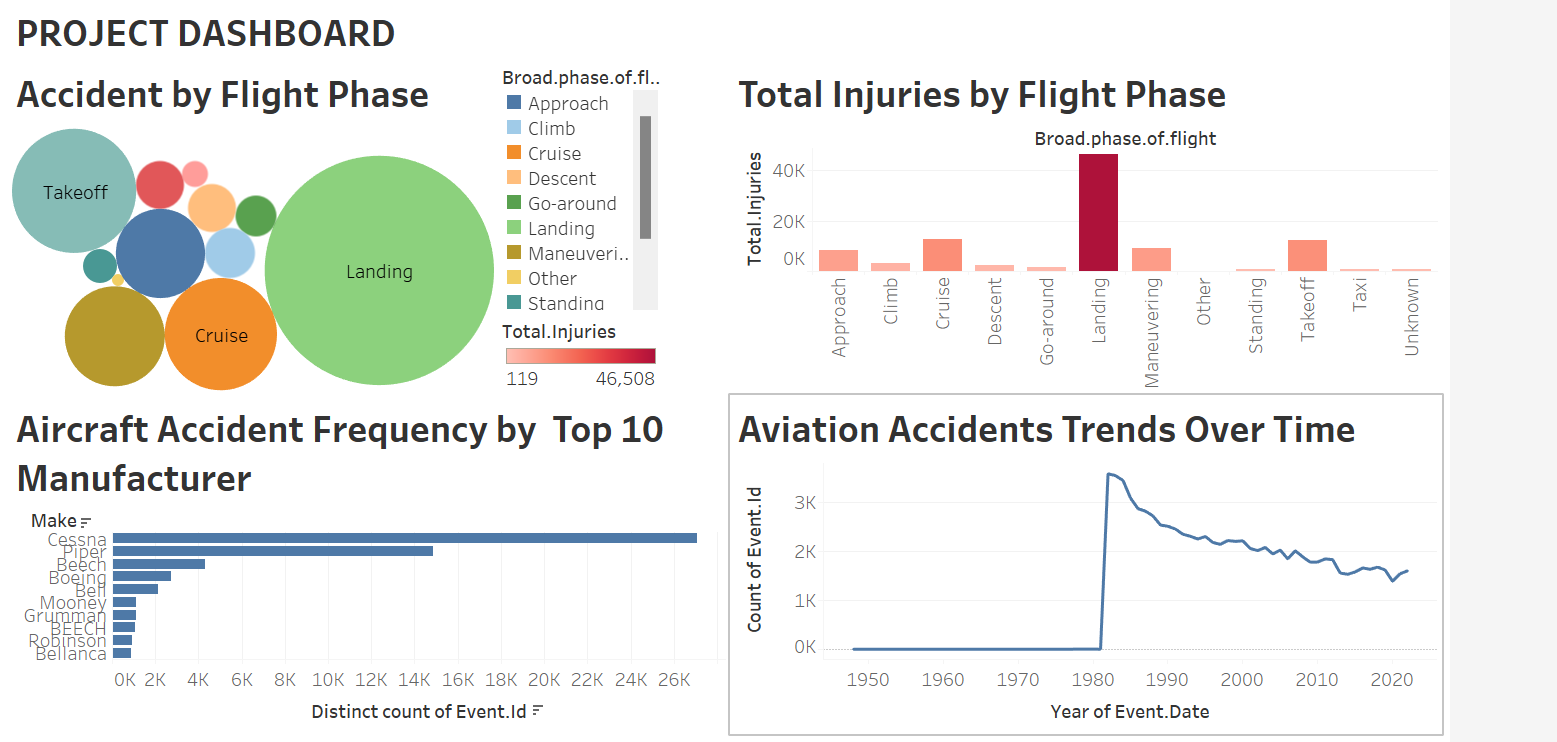 PROJECT DASHBOARD
Accident by Flight Phase
Takeoff
Landing
Cruise
Broad.phase.of.fl..
Approach
Climb
Cruise
Descent
Go-around
Landing
Maneuveri..
Other
Standing
Total.Injuries
119 46,508
Total Injuries by Flight Phase
Broad.phase.of.flight
Total.Injuries
40K
20K
0K
Approach
Climb
Cruise
Descent
Go-around
Landing
Maneuvering
Other
Standing
Takeoff
Taxi
Unknown
Aircraft Accident Frequency by  Top 10
Manufacturer
Make
Cessna
Piper
Beech
Boeing
Bell
Mooney
Grumman
BEECH
Robinson
Bellanca
0K 2K 4K 6K 8K 10K 12K 14K 16K 18K 20K 22K 24K 26K
Distinct count of Event.Id
Aviation Accidents Trends Over Time
Count of Event.Id
3K
2K
1K
0K
1950 1960 1970 1980 1990 2000 2010 2020
Year of Event.Date